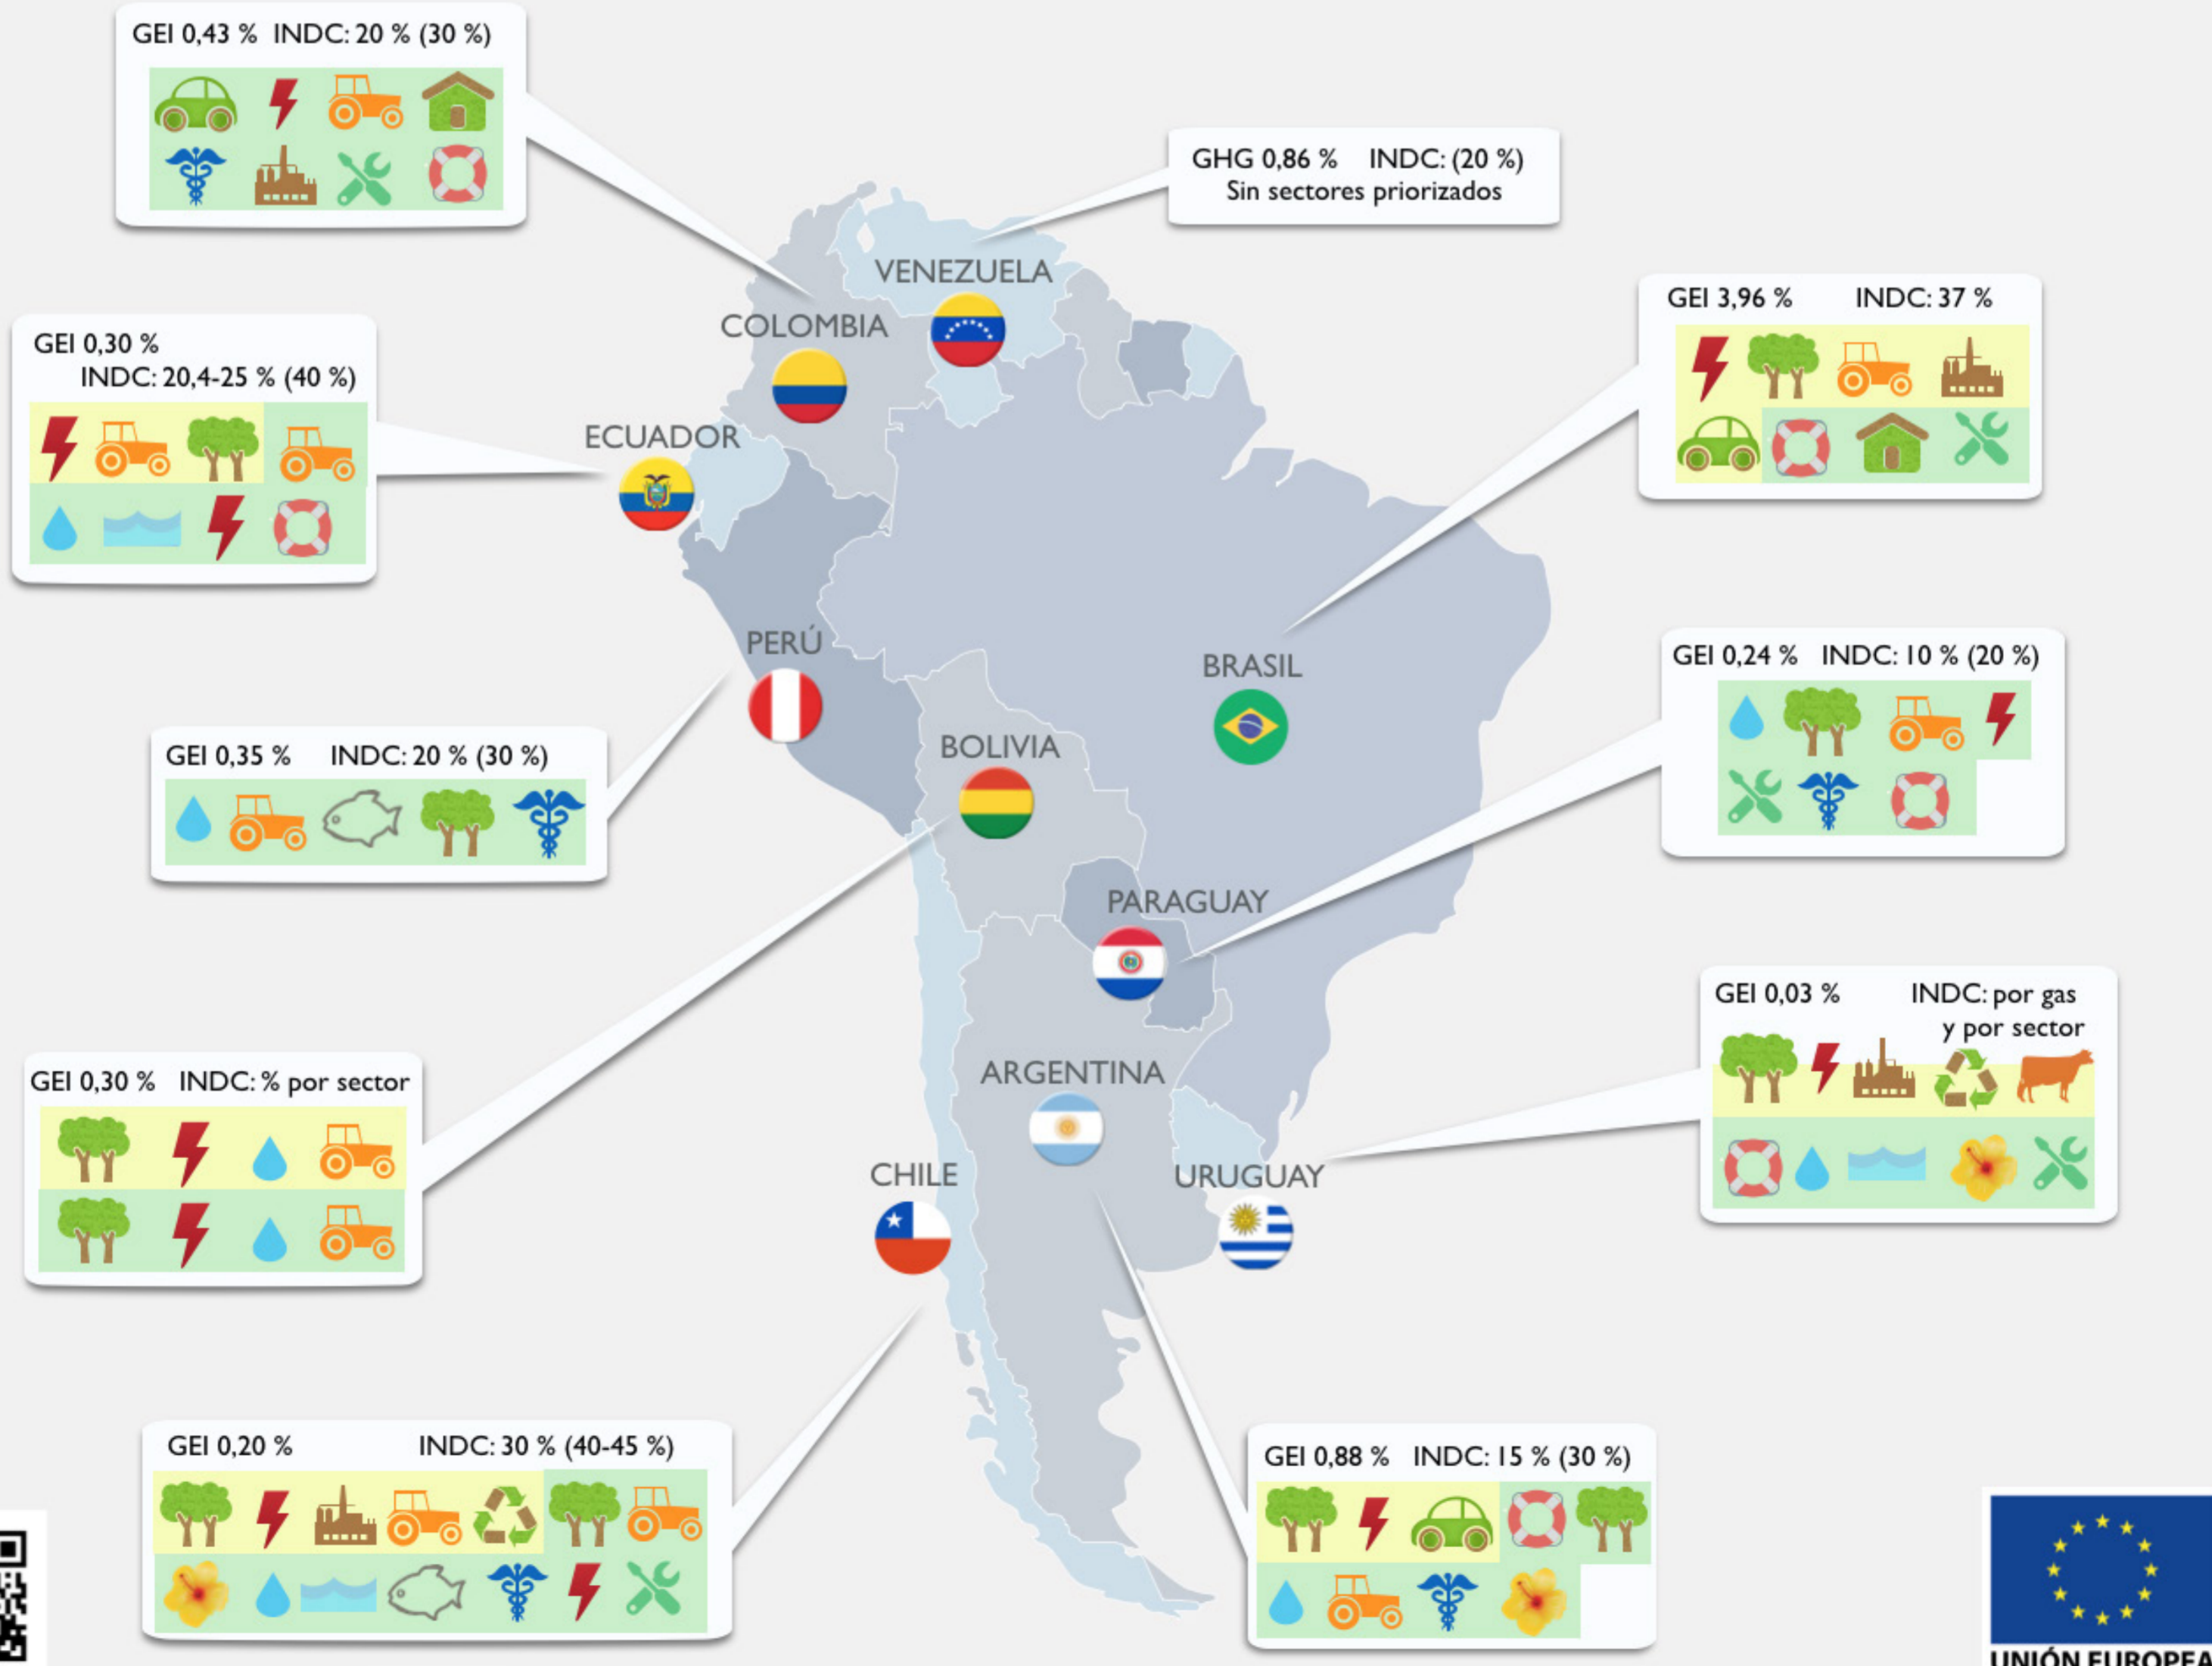 GEI 0,43 % INDC: 20 % (30 %)
GHG 0,86 % INDC: (20 %)
Sin sectores priorizados
VENEZUELA
COLOMBIA
GEI 3,96 % INDC: 37 %
GEI 0,30 %
INDC: 20,4-25 % (40 %)
ECUADOR
PERÚ
BRASIL
GEI 0,24 % INDC: 10 % (20 %)
GEI 0,35 % INDC: 20 % (30 %)
BOLIVIA
PARAGUAY
GEI 0,03 % INDC: por gas
y por sector
GEI 0,30 % INDC: % por sector
ARGENTINA
CHILE
URUGUAY
GEI 0,20 % INDC: 30 % (40-45 %)
GEI 0,88 % INDC: 15 % (30 %)
UNIÓN EUROPEA